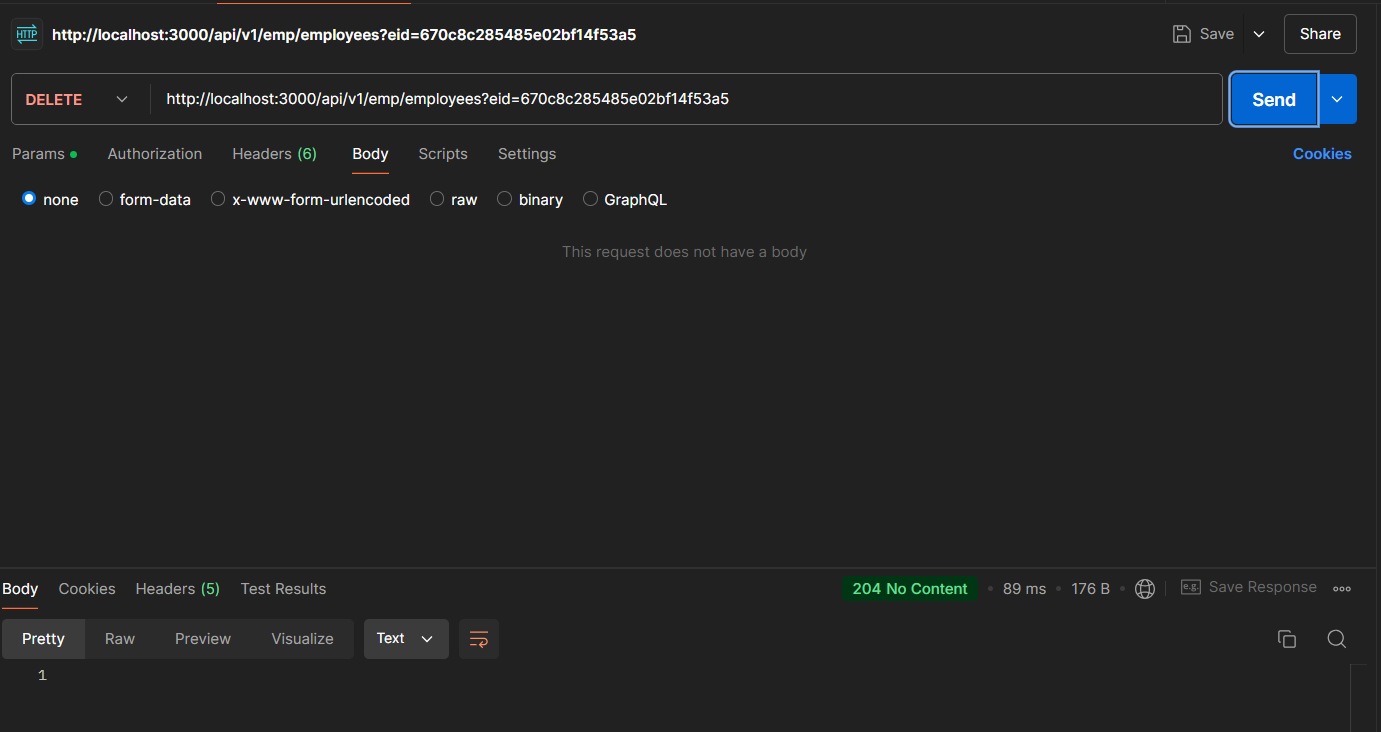 HTTP http://localhost:3000/api/v1/emp/employees?eid=670c8c285485e02bf14f53a5 Save Share
DELETE http://localhost:3000/api/v1/emp/employees?eid=670c8c285485e02bf14f53a5 Send
Params Authorization Headers (6) Body Scripts Settings Cookies
none form-data x-www-form-urlencoded raw binary GraphQL
This request does not have a body
Body Cookies Headers (5) Test Results 204 No Content 89 ms 176 B e.g. Save Response
Pretty Raw Preview Visualize Text
1